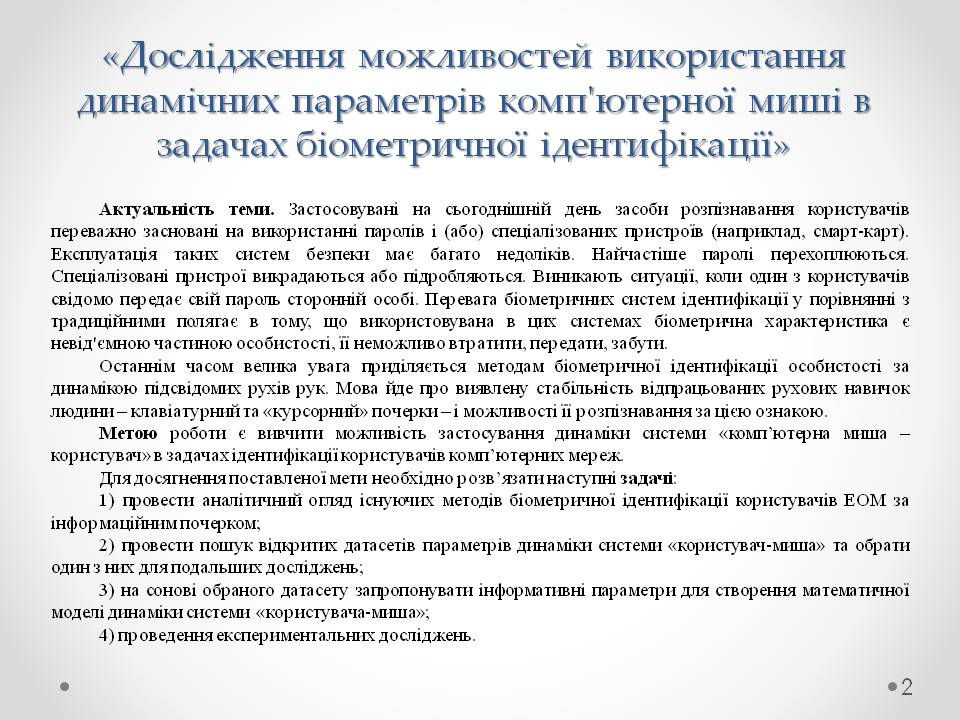 «Дослідження можливостей використання
динамічних параметрів комп'ютерної миші в
задачах біометричної ідентифікації»
Актуальність теми. Застосовувані на сьогоднішній день засоби розпізнавання користувачів
переважно засновані на використанні паролів і (або) спеціалізованих пристроїв (наприклад, смарт-карт).
Експлуатація таких систем безпеки має багато недоліків. Найчастіше паролі перехоплюються.
Спеціалізовані пристрої викрадаються або підробляються. Виникають ситуації, коли один з користувачів
свідомо передає свій пароль сторонній особі. Перевага біометричних систем ідентифікації у порівнянні з
традиційними полягає в тому, що використовувана в цих системах біометрична характеристика є
невід'ємною частиною особистості, її неможливо втратити, передати, забути.
Останнім часом велика увага приділяється методам біометричної ідентифікації особистості за
динамікою підсвідомих рухів рук. Мова йде про виявлену стабільність відпрацьованих рухових навичок
людини – клавіатурний та «курсорний» почерки – і можливості її розпізнавання за цією ознакою.
Метою роботи є вивчити можливість застосування динаміки системи «комп’ютерна миша –
користувач» в задачах ідентифікації користувачів комп’ютерних мереж.
Для досягнення поставленої мети необхідно розв’язати наступні задачі:
1) провести аналітичний огляд існуючих методів біометричної ідентифікації користувачів ЕОМ за
інформаційним почерком;
2) провести пошук відкритих датасетів параметрів динаміки системи «користувач-миша» та обрати
один з них для подальших досліджень;
3) на сонові обраного датасету запропонувати інформативні параметри для створення математичної
моделі динаміки системи «користувача-миша»;
4) проведення експериментальних досліджень.
2